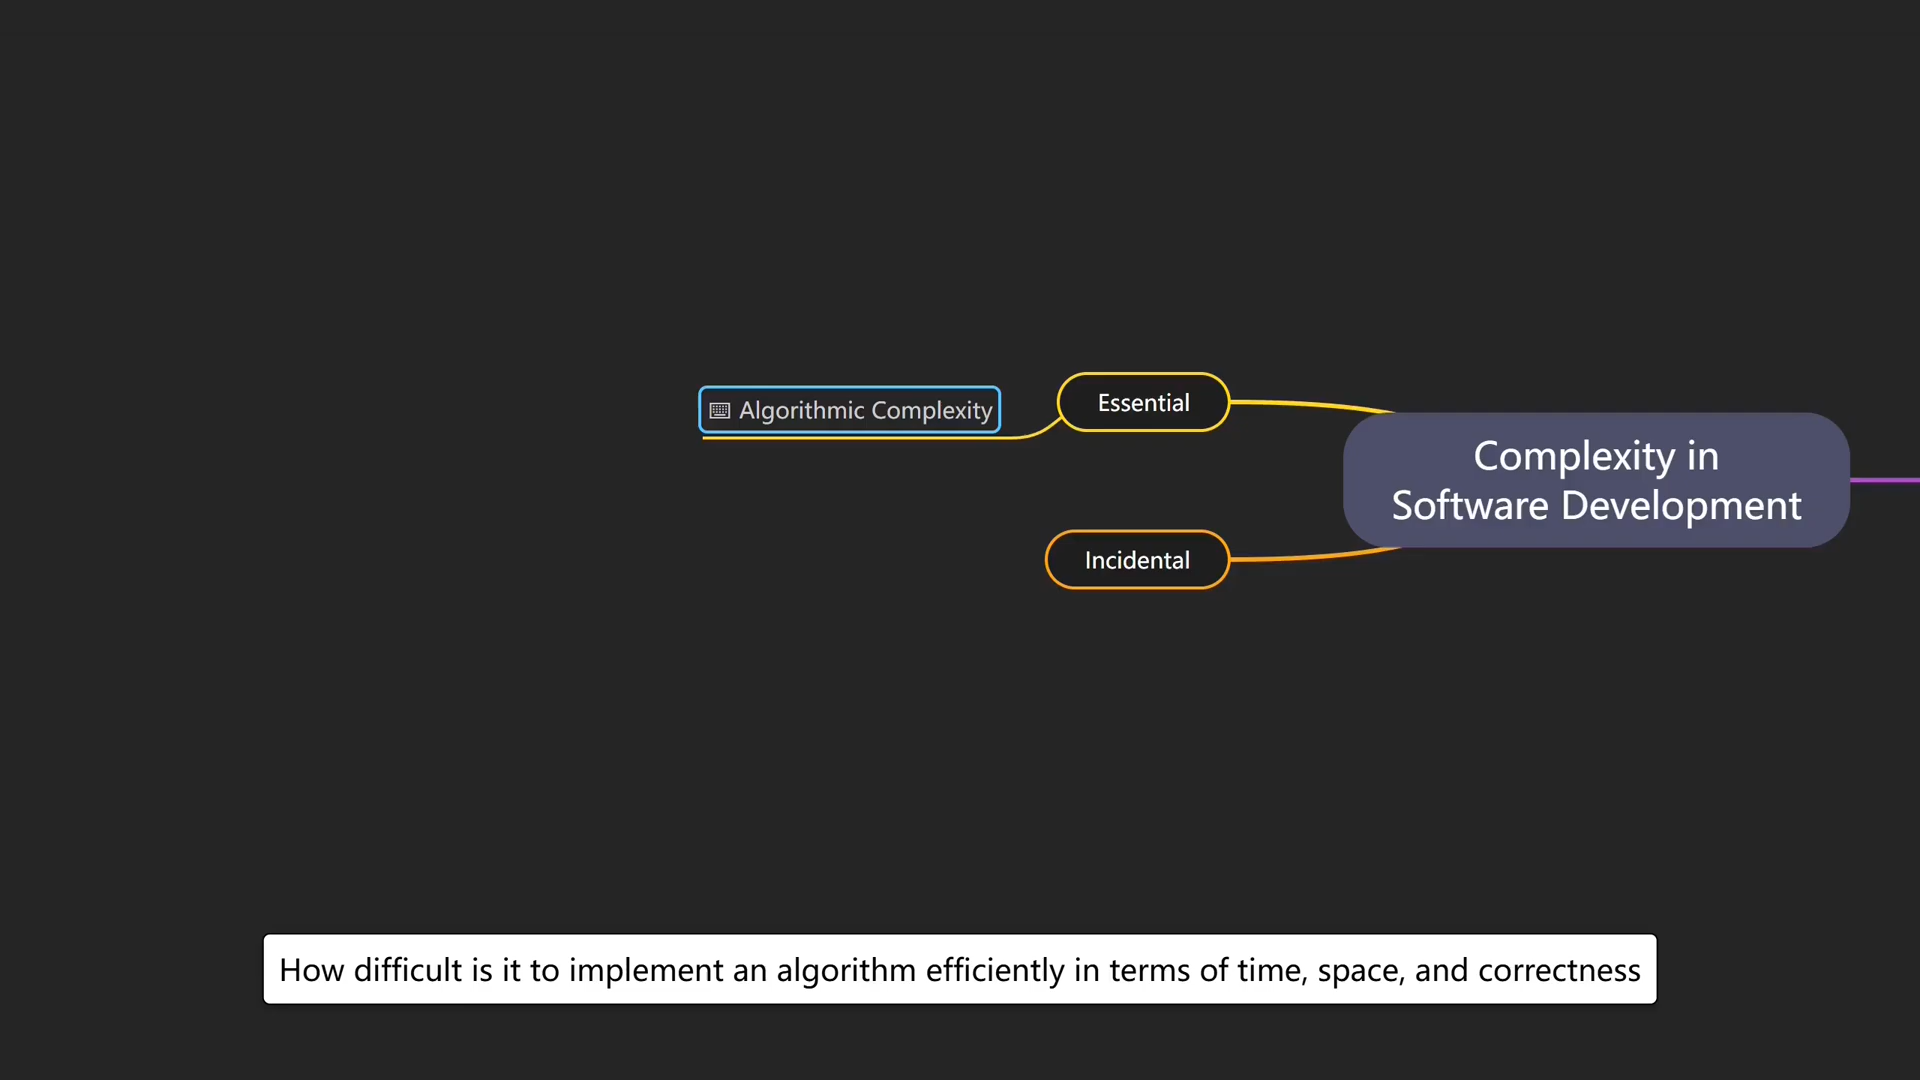 Algorithmic Complexity
Essential
Complexity in
Software Development
Incidental
How difficult is it to implement an algorithm efficiently in terms of time, space, and correctness